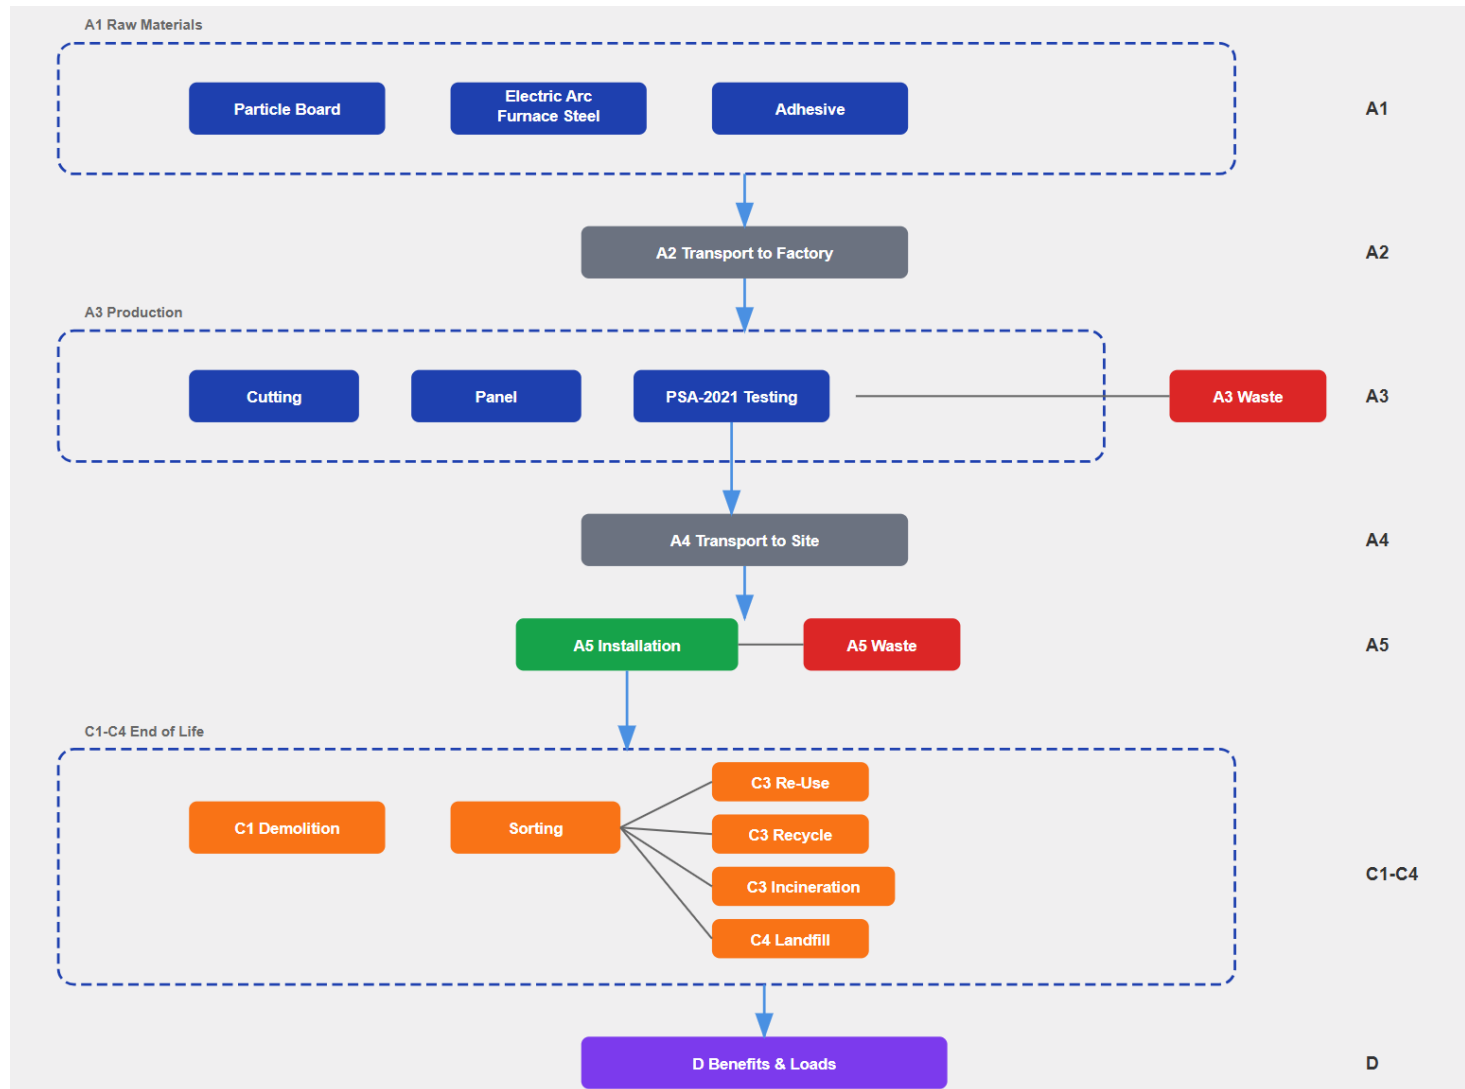 A1 Raw Materials
Particle Board
Electric Arc
Furnace Steel
Adhesive
A1
A2 Transport to Factory
A2
A3 Production
Cutting
Panel
PSA-2021 Testing
A3 Waste
A3
A4 Transport to Site
A4
A5 Installation
A5 Waste
A5
C1-C4 End of Life
C1 Demolition
Sorting
C3 Re-Use
C3 Recycle
C3 Incineration
C4 Landfill
C1-C4
D Benefits & Loads
D